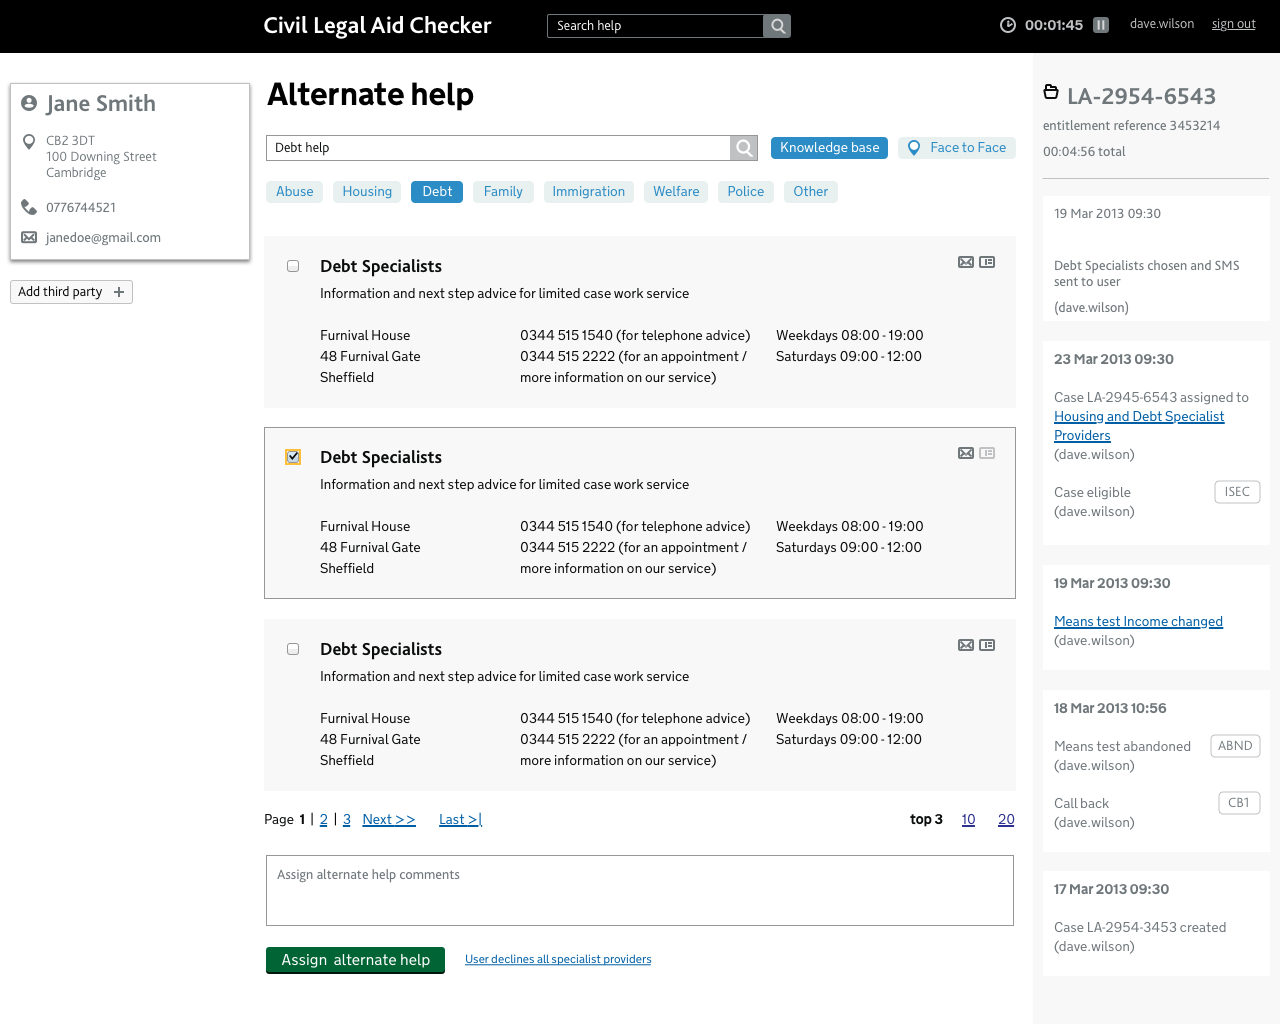 Civil Legal Aid Checker
Search help
00:01:45
dave.wilson
sign out
Jane Smith
CB2 3DT
100 Downing Street
Cambridge
0776744521
janedoe@gmail.com
Add third party
Alternate help
Debt help
Knowledge base
Face to Face
Abuse
Housing
Debt
Family
Immigration
Welfare
Police
Other
Debt Specialists
Information and next step advice for limited case work service
Furnival House
48 Furnival Gate
Sheffield
0344 515 1540 (for telephone advice)
0344 515 2222 (for an appointment /
more information on our service)
Weekdays 08:00 - 19:00
Saturdays 09:00 - 12:00
Debt Specialists
Information and next step advice for limited case work service
Furnival House
48 Furnival Gate
Sheffield
0344 515 1540 (for telephone advice)
0344 515 2222 (for an appointment /
more information on our service)
Weekdays 08:00 - 19:00
Saturdays 09:00 - 12:00
Debt Specialists
Information and next step advice for limited case work service
Furnival House
48 Furnival Gate
Sheffield
0344 515 1540 (for telephone advice)
0344 515 2222 (for an appointment /
more information on our service)
Weekdays 08:00 - 19:00
Saturdays 09:00 - 12:00
Page 1 | 2 | 3 Next >> Last >|
top 3 10 20
Assign alternate help comments
Assign alternate help
User declines all specialist providers
LA-2954-6543
entitlement reference 3453214
00:04:56 total
19 Mar 2013 09:30
Debt Specialists chosen and SMS
sent to user
(dave.wilson)
23 Mar 2013 09:30
Case LA-2945-6543 assigned to
Housing and Debt Specialist
Providers
(dave.wilson)
Case eligible
ISEC
(dave.wilson)
19 Mar 2013 09:30
Means test Income changed
(dave.wilson)
18 Mar 2013 10:56
Means test abandoned
ABND
(dave.wilson)
Call back
CB1
(dave.wilson)
17 Mar 2013 09:30
Case LA-2954-3453 created
(dave.wilson)